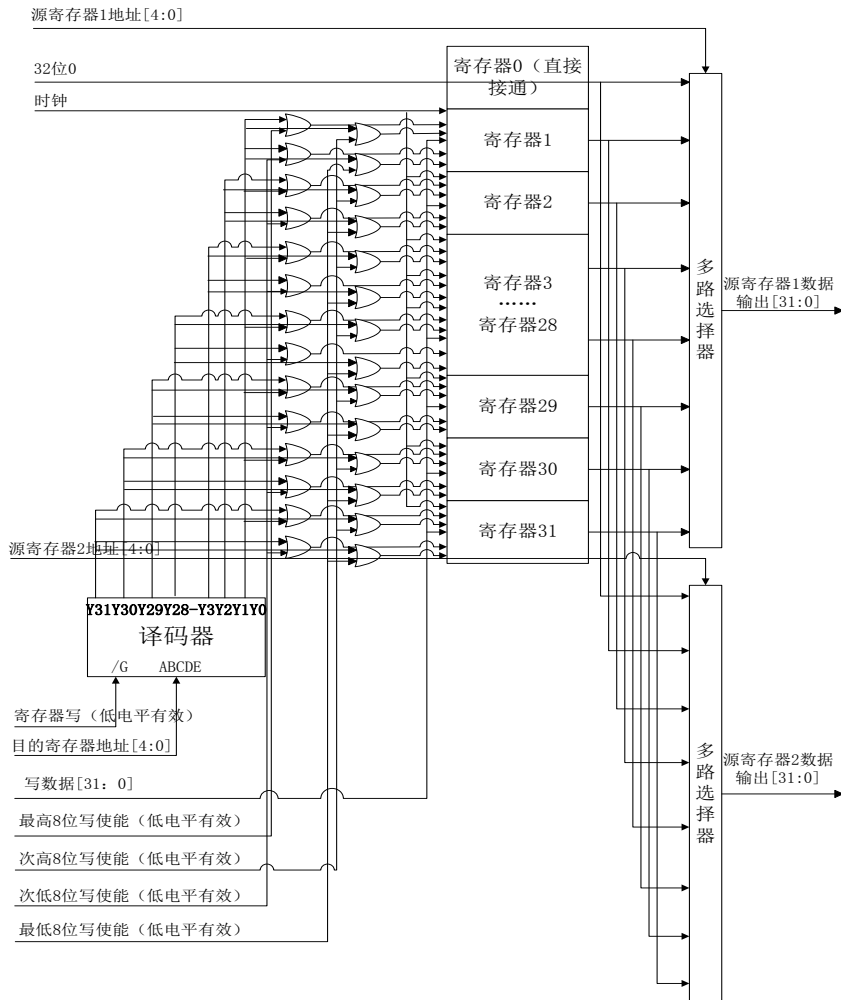 源寄存器1地址[4:0]
32位0
时钟
寄存器0（直接
接通）
寄存器1
寄存器2
寄存器3
……
寄存器28
寄存器29
寄存器30
寄存器31
多路选择器
源寄存器1数据
输出[31:0]
源寄存器2地址[4:0]
Y31Y30Y29Y28-Y3Y2Y1Y0
译码器
/G ABCDE
寄存器写（低电平有效）
目的寄存器地址[4:0]
写数据[31：0]
最高8位写使能（低电平有效）
次高8位写使能（低电平有效）
次低8位写使能（低电平有效）
最低8位写使能（低电平有效）
多路选择器
源寄存器2数据
输出[31:0]